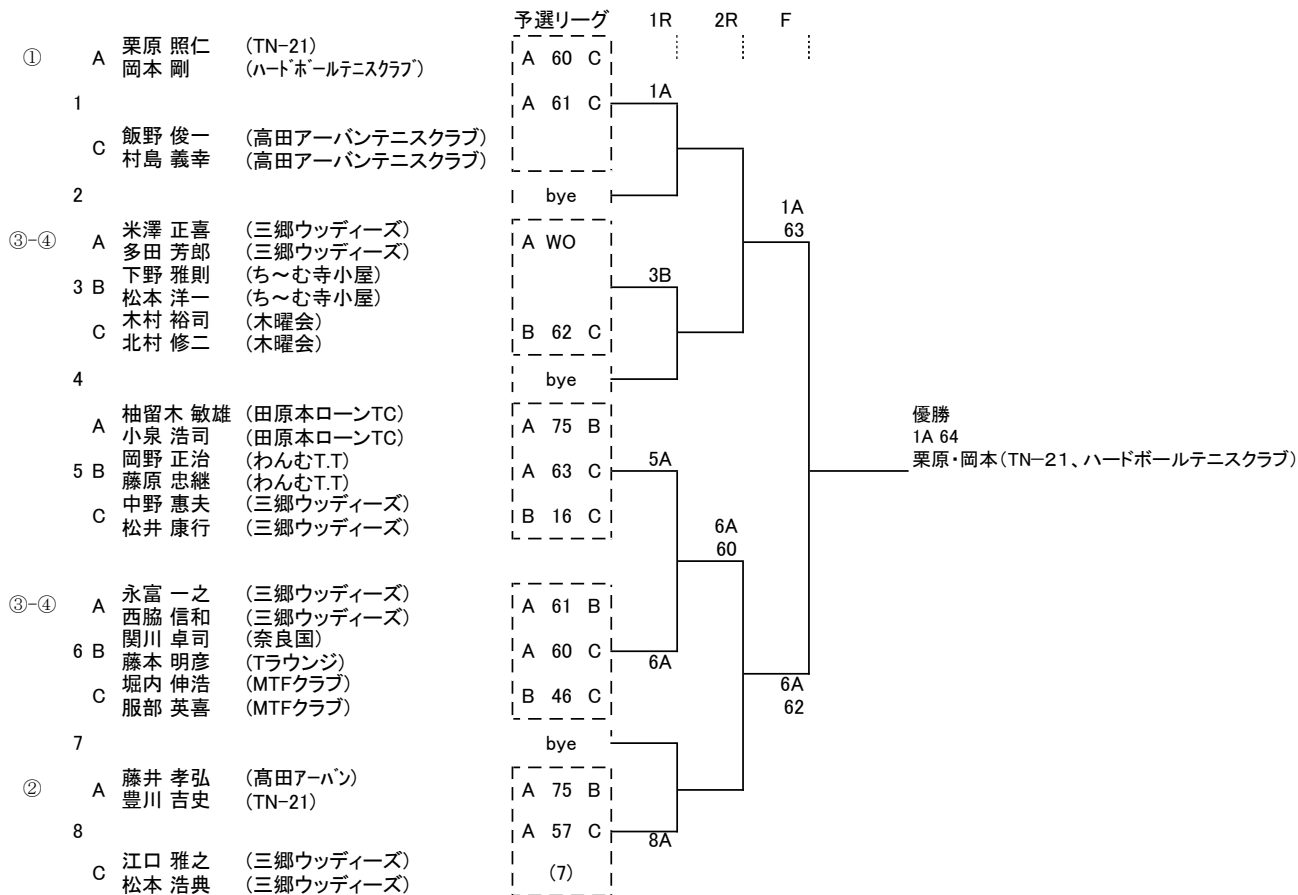 予選リーグ 1R 2R F
① A 栗原 照仁 (TN-21) A 60 C
岡本 剛 (ハードボールテニスクラブ)
1 A 61 C 1A
C 飯野 俊一 (高田アーバンテニスクラブ)
村島 義幸 (高田アーバンテニスクラブ)
2 bye
1A
63
③-④ A 米澤 正喜 (三郷ウッディーズ) A WO
多田 芳郎 (三郷ウッディーズ)
3 B 下野 雅則 (ち~む寺小屋) 3B
松本 洋一 (ち~む寺小屋)
C 木村 裕司 (木曜会) B 62 C
北村 修二 (木曜会)
4 bye
A 柚留木 敏雄 (田原本ローンTC) A 75 B
小泉 浩司 (田原本ローンTC)
5 B 岡野 正治 (わんむT.T) A 63 C 5A
藤原 忠継 (わんむT.T)
C 中野 惠夫 (三郷ウッディーズ) B 16 C
松井 康行 (三郷ウッディーズ)
優勝
1A 64
栗原・岡本(TN-21、ハードボールテニスクラブ)
6A
60
③-④ A 永富 一之 (三郷ウッディーズ) A 61 B
西脇 信和 (三郷ウッディーズ)
6 B 関川 卓司 (奈良国) A 60 C 6A
藤本 明彦 (Tラウンジ)
C 堀内 伸浩 (MTFクラブ) B 46 C
服部 英喜 (MTFクラブ)
6A
62
7 bye
② A 藤井 孝弘 (髙田アーバン) A 75 B
豊川 吉史 (TN-21)
8 A 57 C 8A
C 江口 雅之 (三郷ウッディーズ) (7)
松本 浩典 (三郷ウッディーズ)